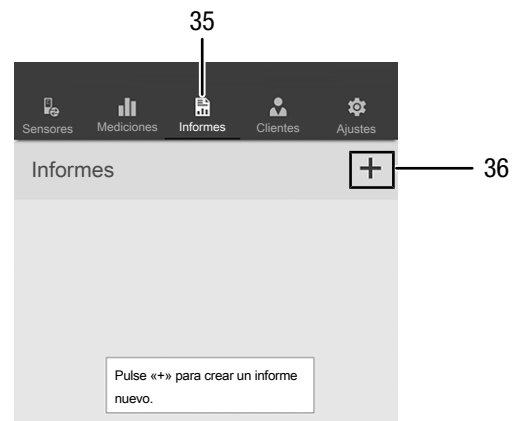 35
Sensores Mediciones Informes Clientes Ajustes
Informes +
36
Pulse «+» para crear un informe
nuevo.